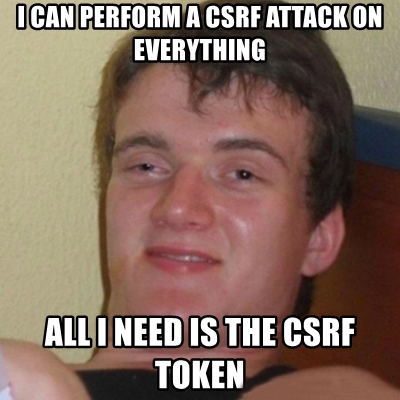 I CAN PERFORM A CSRF ATTACK ON
EVERYTHING
ALL I NEED IS THE CSRF
TOKEN